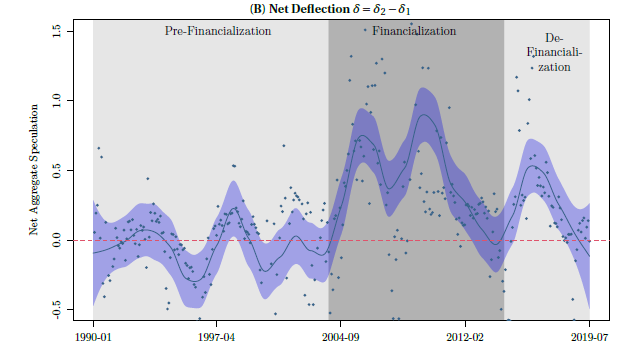 (B) Net Deflection δ = δ₂ − δ₁
Pre-Financialization
Financialization
De-
Financiali-
zation
Net Aggregate Speculation
1.5
1.0
0.5
0.0
-0.5
1990-01
1997-04
2004-09
2012-02
2019-07